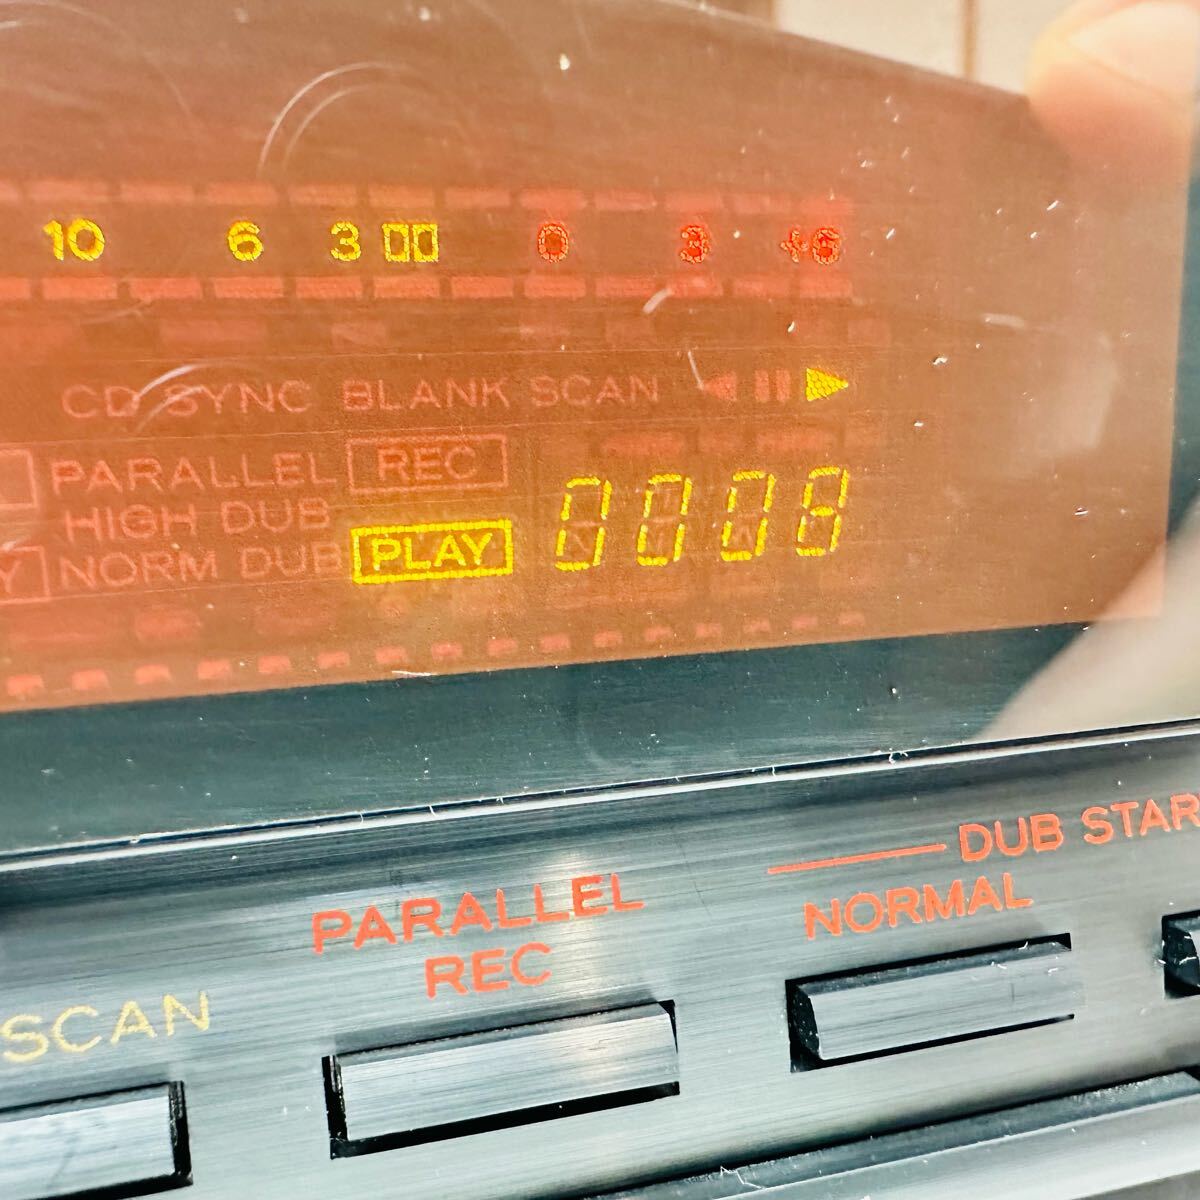 10 6 3 0 3 +6
CD SYNC BLANK SCAN
PARALLEL REC
HIGH DUB
Y NORM DUB PLAY 0008
DUB STAR
PARALLEL NORMAL
REC
SCAN